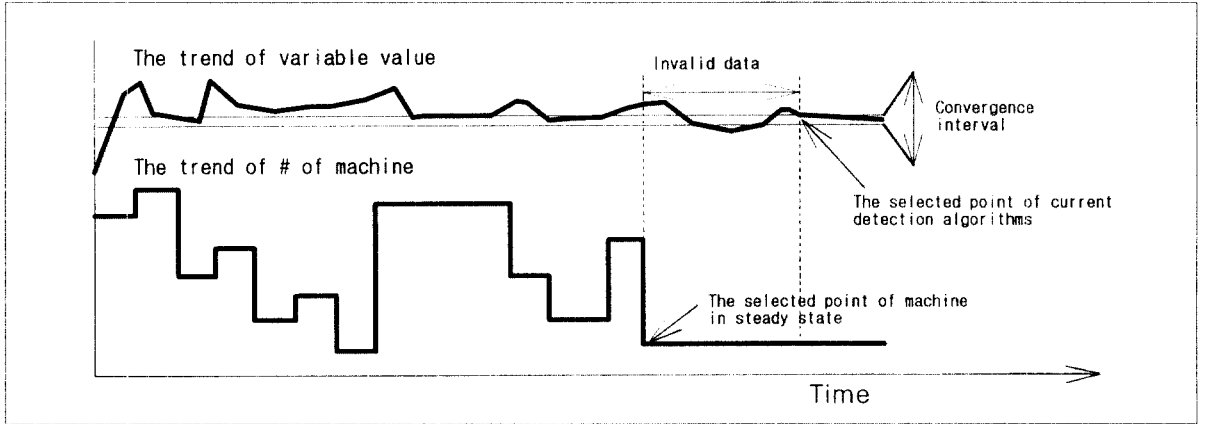 The trend of variable value
Invalid data
Convergence
interval
The trend of # of machine
The selected point of current
detection algorithms
The selected point of machine
in steady state
Time